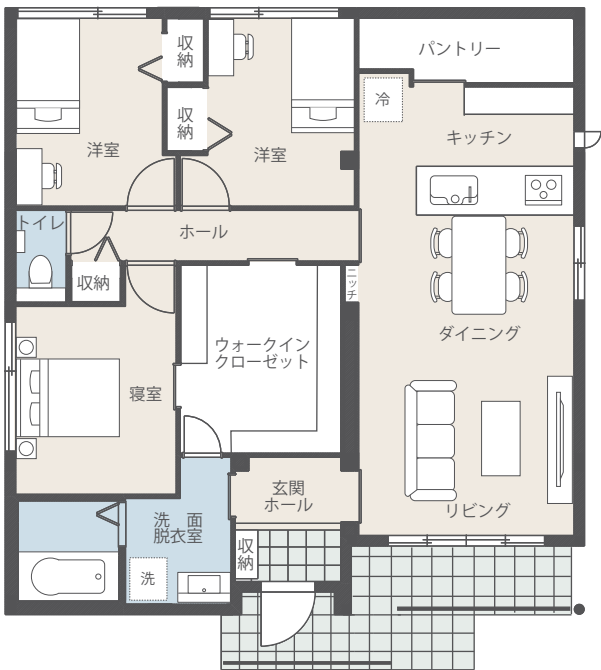 パントリー
収納
冷
収納
キッチン
洋室
洋室
トイレ
ホール
収納
ニッチ
ダイニング
ウォークイン
クローゼット
寝室
玄関
ホール
リビング
洗 面
脱衣室
収納
洗